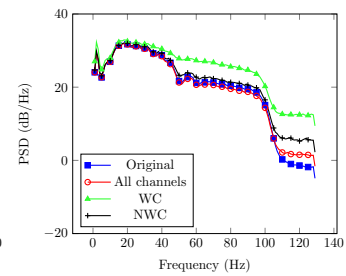 40
20
0
−20
PSD (dB/Hz)
Original
All channels
WC
NWC
0 20 40 60 80 100 120 140
Frequency (Hz)
0